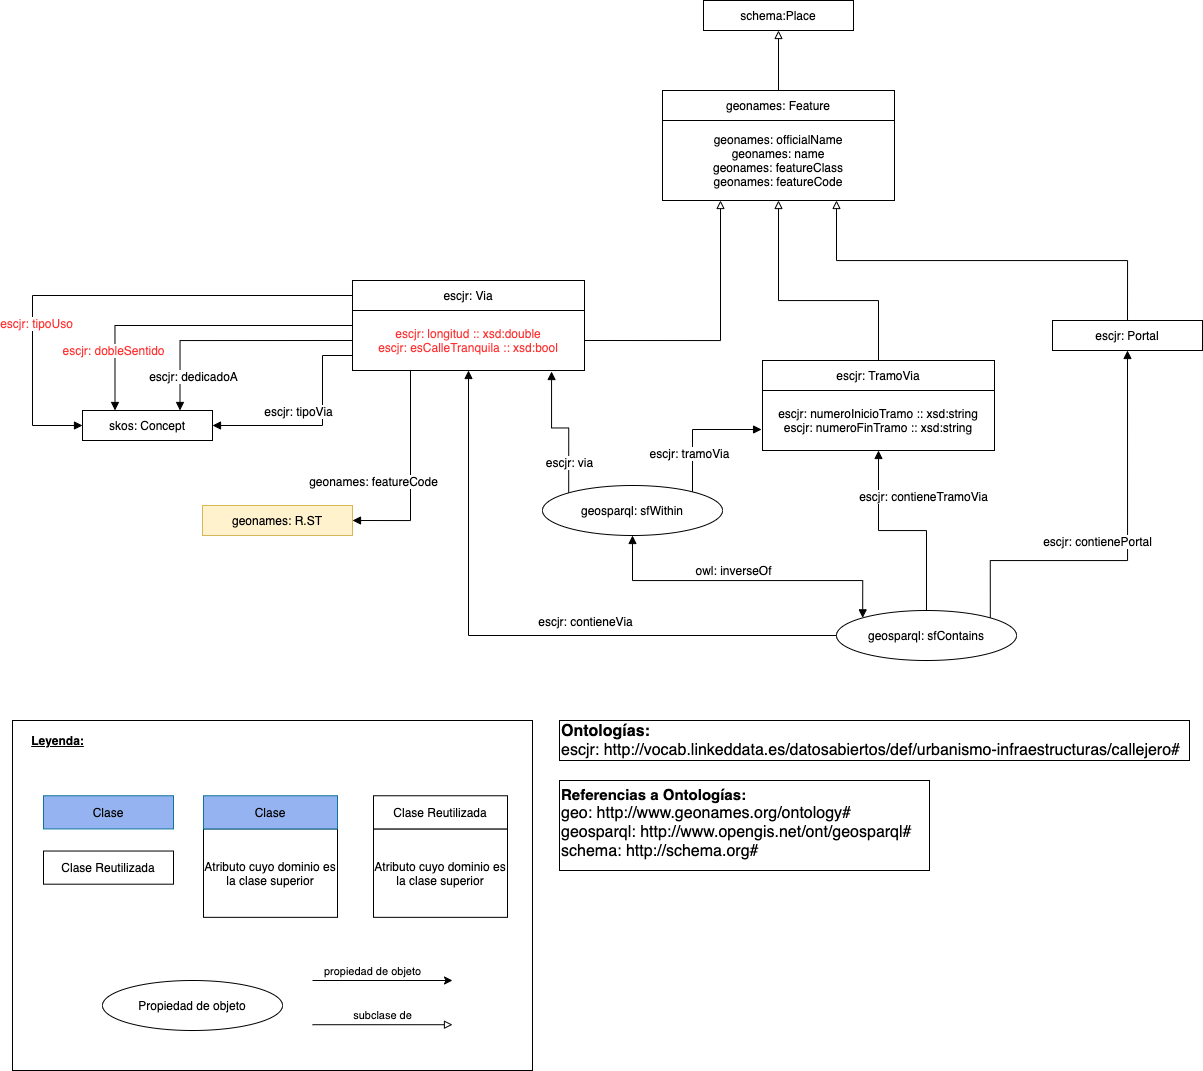 schema:Place
geonames: Feature
geonames: officialName
geonames: name
geonames: featureClass
geonames: featureCode
escjr: Via
escjr: longitud :: xsd:double
escjr: esCalleTranquila :: xsd:bool
escjr: tipoUso
escjr: dobleSentido
escjr: dedicadoA
escjr: tipoVia
skos: Concept
escjr: Portal
escjr: TramoVia
escjr: numeroInicioTramo :: xsd:string
escjr: numeroFinTramo :: xsd:string
escjr: tramoVia
escjr: via
geonames: featureCode
geonames: R.ST
geosparql: sfWithin
escjr: contieneTramoVia
escjr: contienePortal
owl: inverseOf
escjr: contieneVia
geosparql: sfContains
Leyenda:
Clase
Clase
Clase Reutilizada
Clase Reutilizada
Atributo cuyo dominio es
la clase superior
Atributo cuyo dominio es
la clase superior
Propiedad de objeto
propiedad de objeto
subclase de
Ontologías:
escjr: http://vocab.linkeddata.es/datosabiertos/def/urbanismo-infraestructuras/callejero#
Referencias a Ontologías:
geo: http://www.geonames.org/ontology#
geosparql: http://www.opengis.net/ont/geosparql#
schema: http://schema.org#